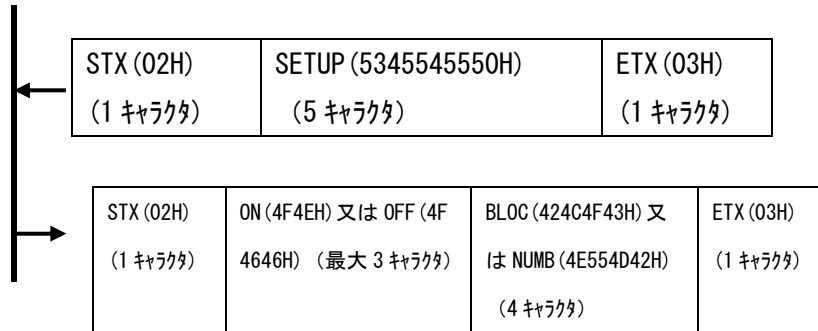 STX(02H) SETUP(5345545550H) ETX(03H)
(1 ｷｬﾗｸﾀ) (5 ｷｬﾗｸﾀ) (1 ｷｬﾗｸﾀ)
STX(02H) ON(4F4EH)又は OFF(4F BLOC(424C4F43H)又 ETX(03H)
(1 ｷｬﾗｸﾀ) 4646H) (最大 3 ｷｬﾗｸﾀ) は NUMB(4E554D42H) (1 ｷｬﾗｸﾀ)
(4 ｷｬﾗｸﾀ)